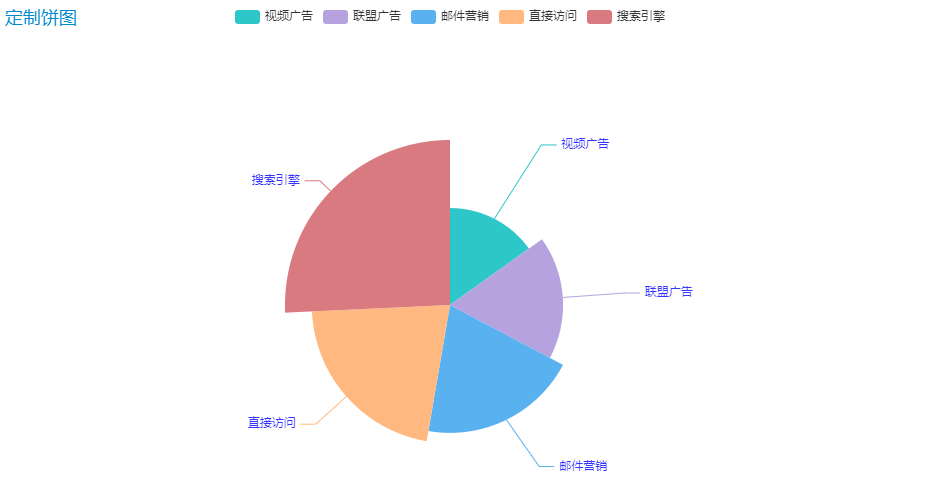 定制饼图
视频广告 联盟广告 邮件营销 直接访问 搜索引擎
视频广告
搜索引擎
联盟广告
直接访问
邮件营销